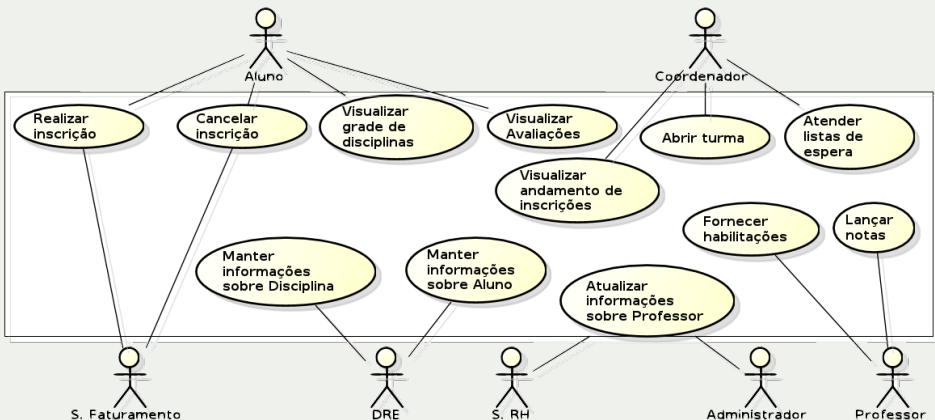 Aluno
Coordenador
Realizar
inscrição
Cancelar
inscrição
Visualizar
grade de
disciplinas
Visualizar
Avaliações
Abrir turma
Atender
listas de
espera
Visualizar
andamento de
inscrições
Fornecer
habilitações
Lançar
notas
Manter
informações
sobre Disciplina
Manter
informações
sobre Aluno
Atualizar
informações
sobre Professor
S. Faturamento
DRE
S. RH
Administrador
Professor